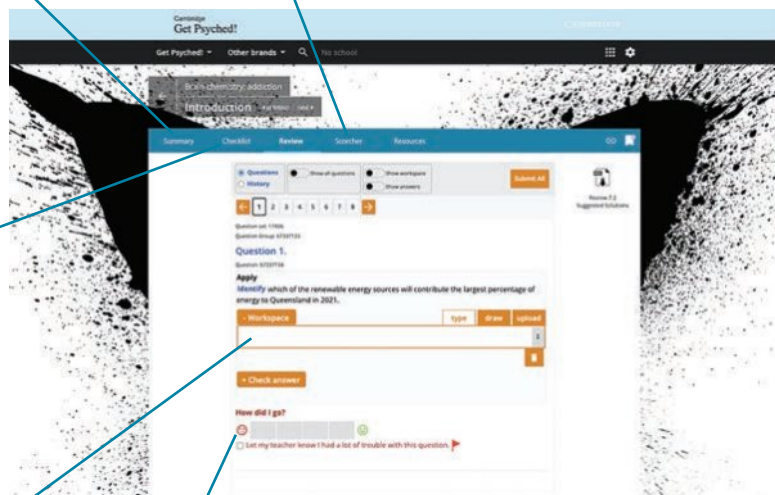 Cambridge
Get Psyched!
Get Psyched! Other brands No school
Brain chemistry: addiction
Introduction next
Summary Checklist Review Scorcher Resources
Questions Show all questions Show workspace Submit All
History Show answers
1 2 3 4 5 6 7 8
Review 7.2
Suggested Solutions
Question 1.
Apply
Identify which of the renewable energy sources will contribute the largest percentage of
energy to Queensland in 2021.
- Workspace type draw upload
+ Check answer
How did I go?
Let my teacher know I had a lot of trouble with this question.